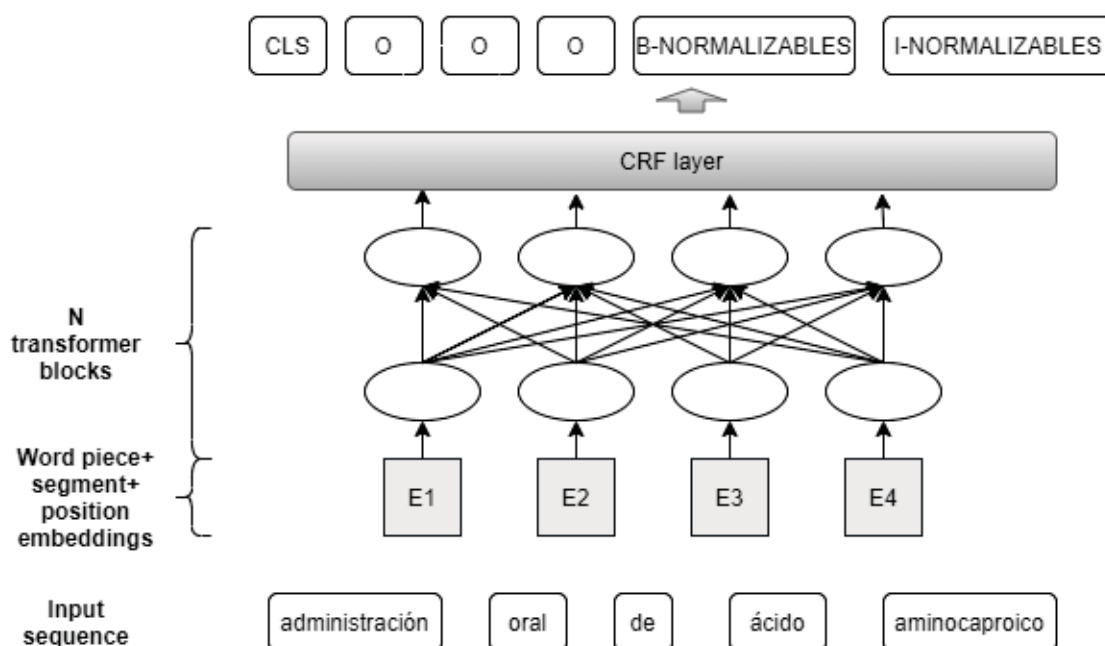 CLS O O O B-NORMALIZABLES I-NORMALIZABLES
CRF layer
N
transformer
blocks
Word piece+
segment+
position
embeddings
E1 E2 E3 E4
Input
sequence
administración oral de ácido aminocaproico